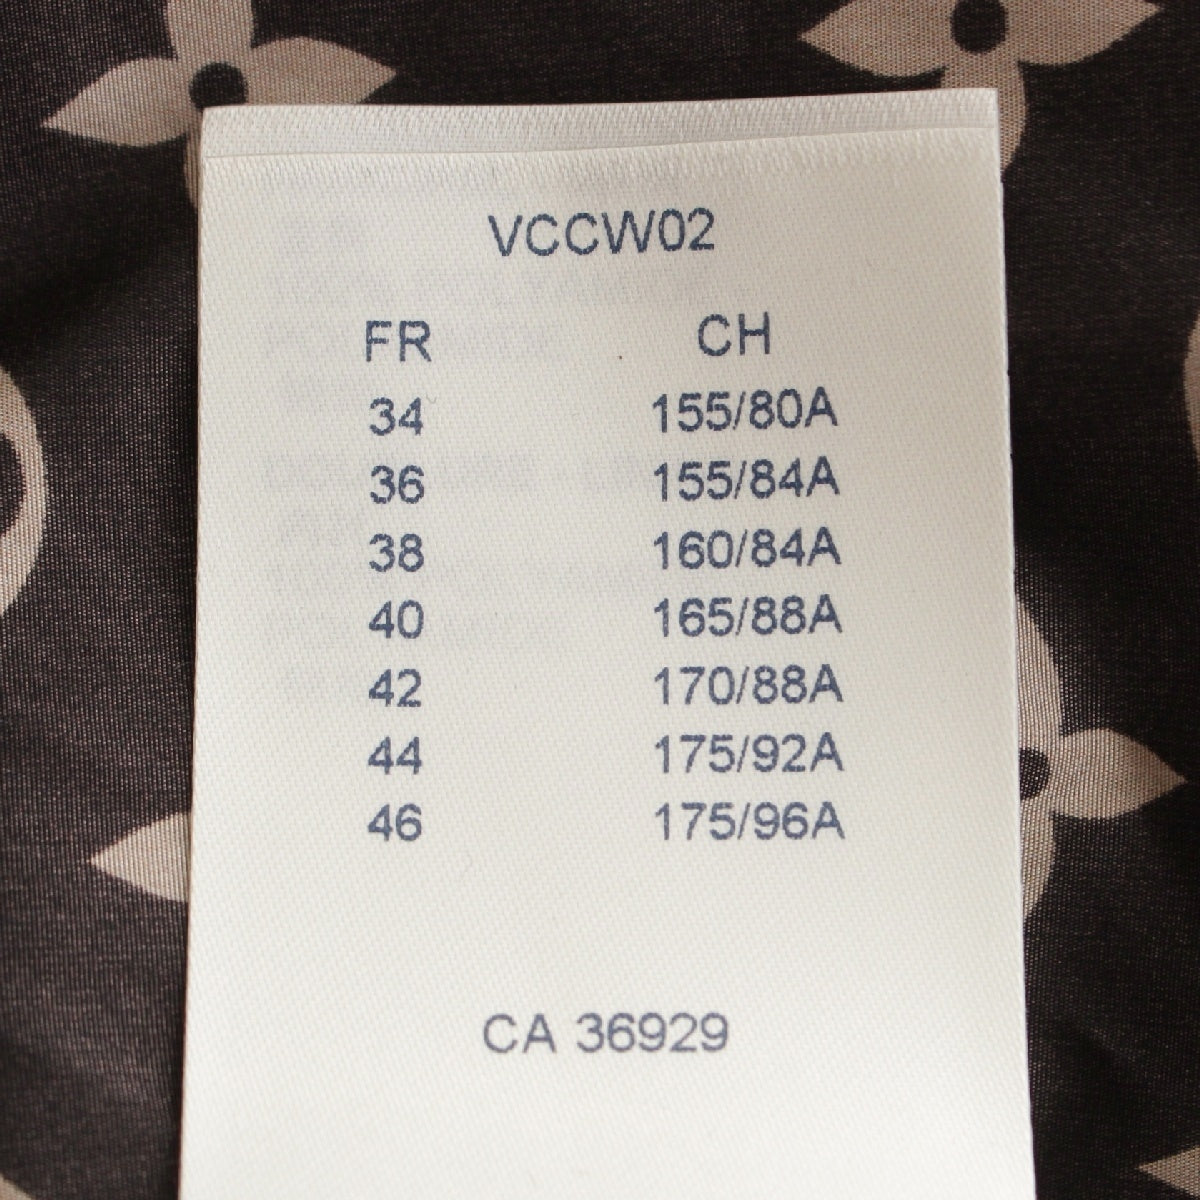 VCCW02
FR CH
34 155/80A
36 155/84A
38 160/84A
40 165/88A
42 170/88A
44 175/92A
46 175/96A
CA 36929